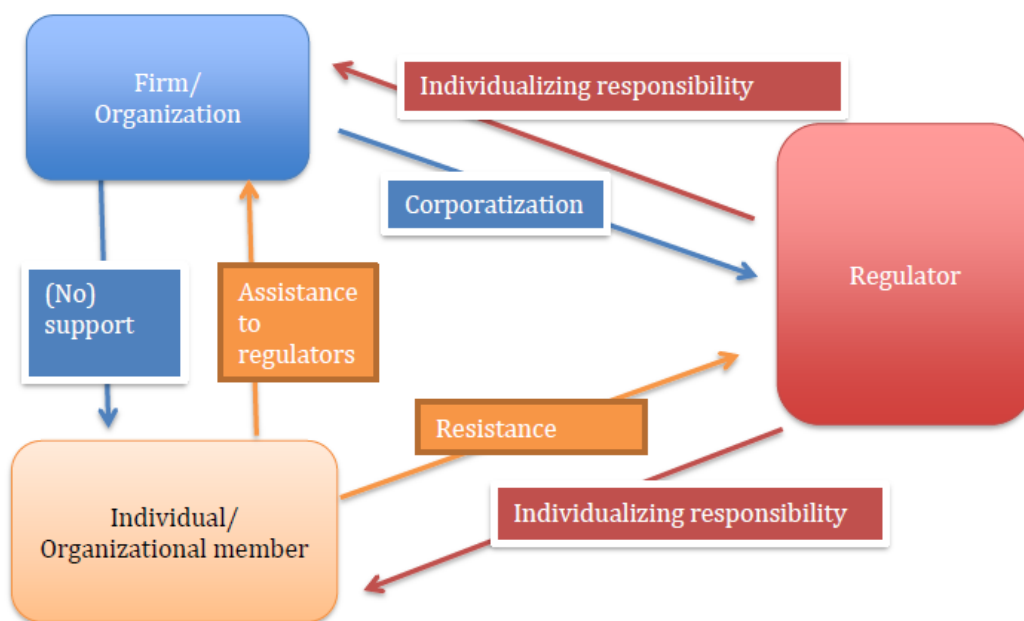 Firm/
Organization
Individualizing responsibility
Corporatization
Regulator
(No)
support
Assistance
to
regulators
Resistance
Individualizing responsibility
Individual/
Organizational member